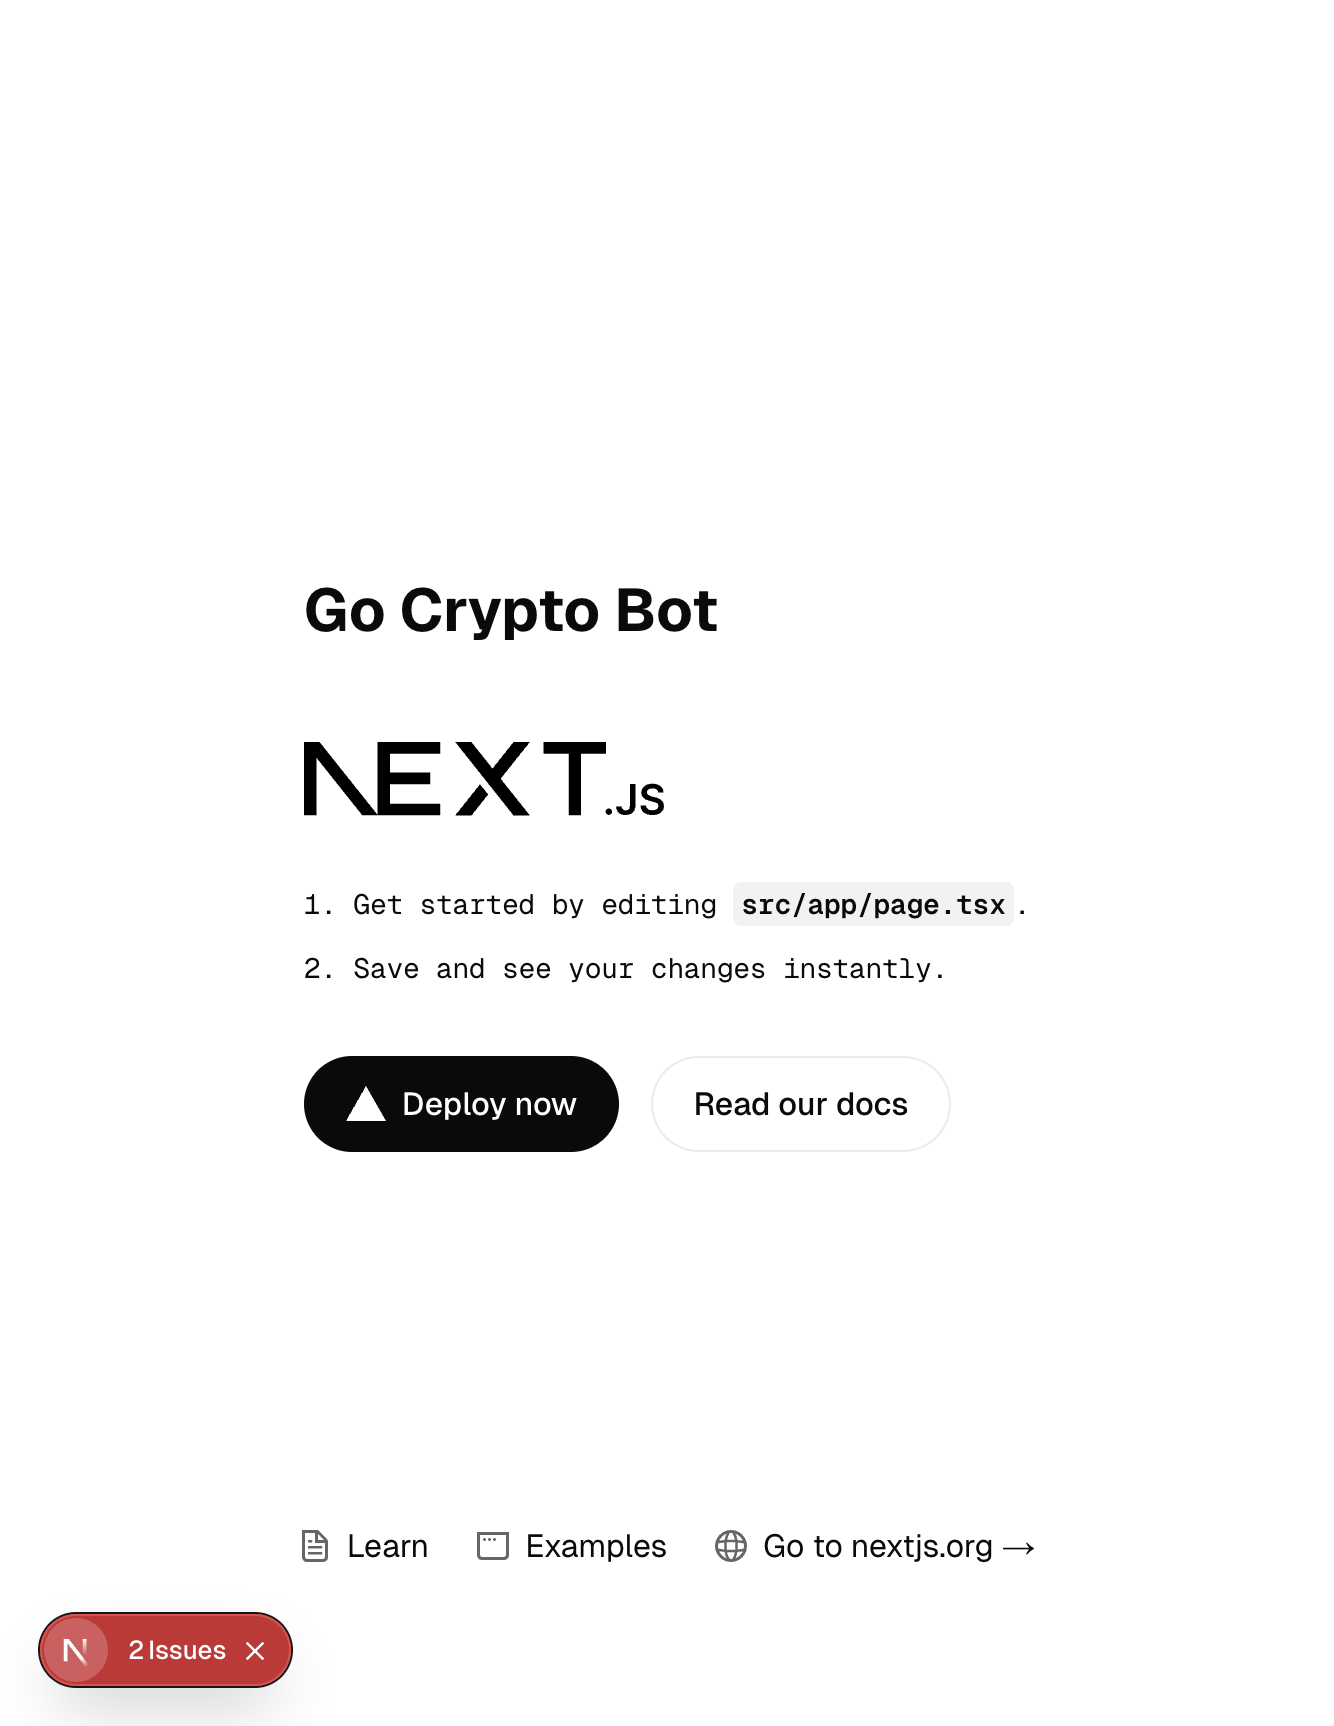 Go Crypto Bot
NEXT.JS
1. Get started by editing src/app/page.tsx.
2. Save and see your changes instantly.
Deploy now Read our docs
Learn Examples Go to nextjs.org →
N 2 Issues